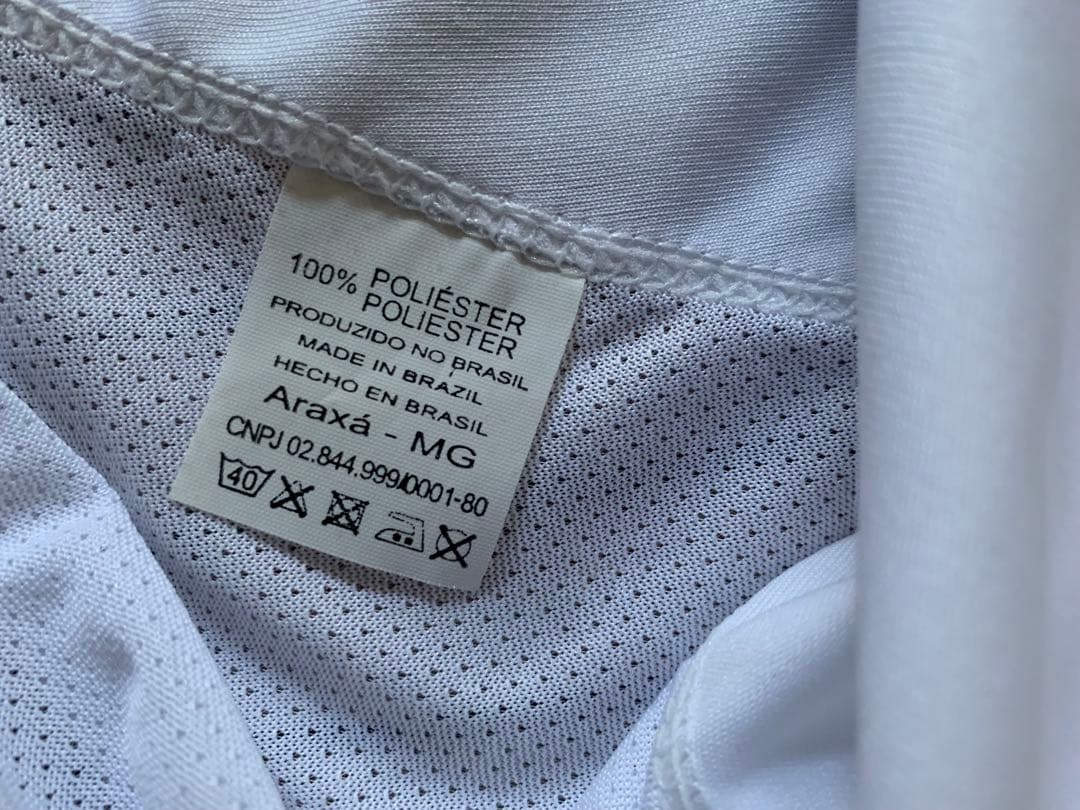 100% POLIÉSTER
POLIESTER
PRODUZIDO NO BRASIL
MADE IN BRAZIL
HECHO EN BRASIL
Araxá - MG
CNPJ 02.844.999/0001-80
40